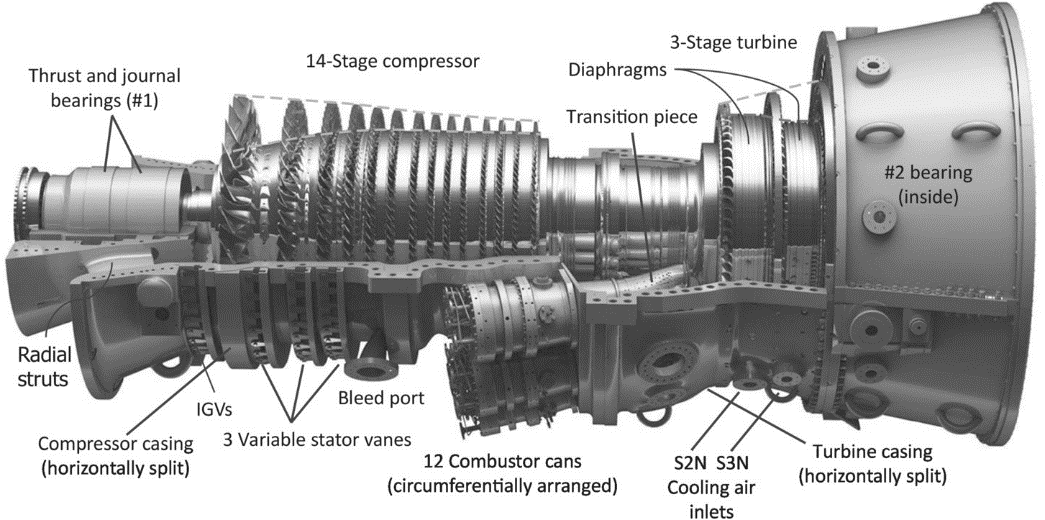 3-Stage turbine
14-Stage compressor
Thrust and journal
bearings (#1)
Diaphragms
Transition piece
#2 bearing
(inside)
Radial
struts
IGVs
Bleed port
Compressor casing
(horizontally split)
3 Variable stator vanes
12 Combustor cans
(circumferentially arranged)
S2N S3N
Cooling air
inlets
Turbine casing
(horizontally split)